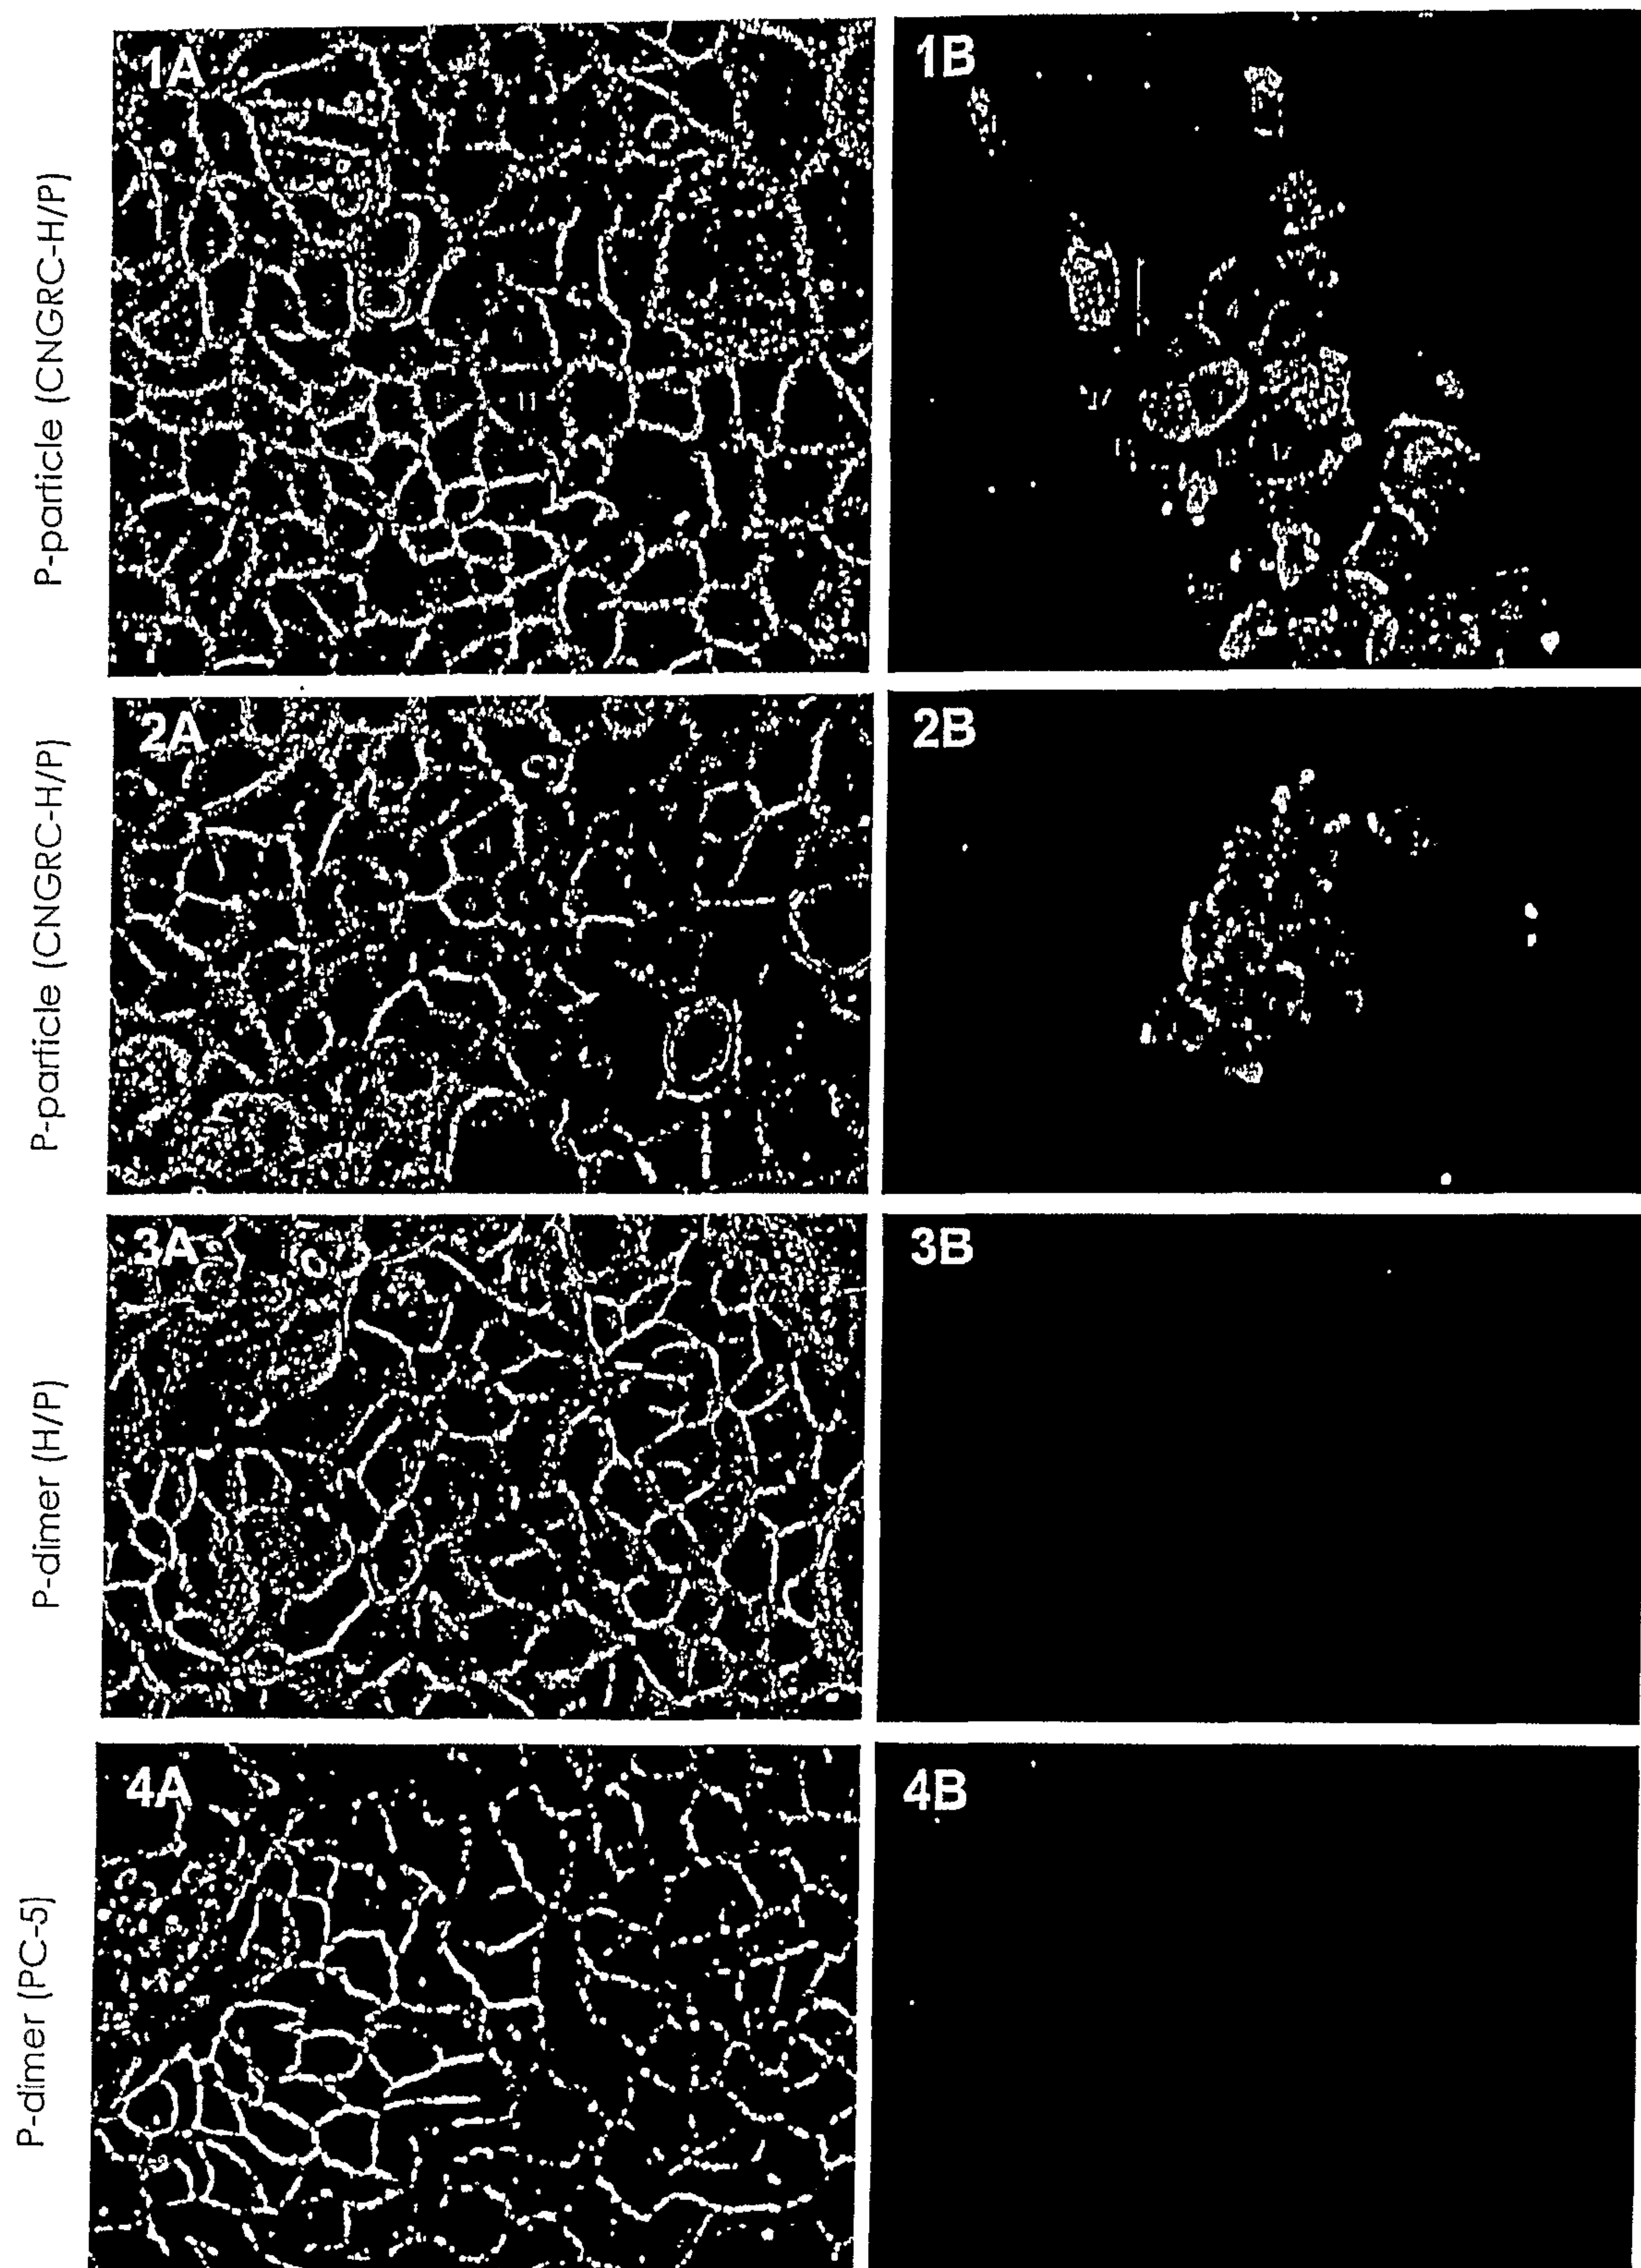 P-particle (CNGRC-H/P)
1A
1B
P-particle (CNGRC-H/P)
2A
2B
P-dimer (H/P)
3A
3B
P-dimer (PC-5)
4A
4B